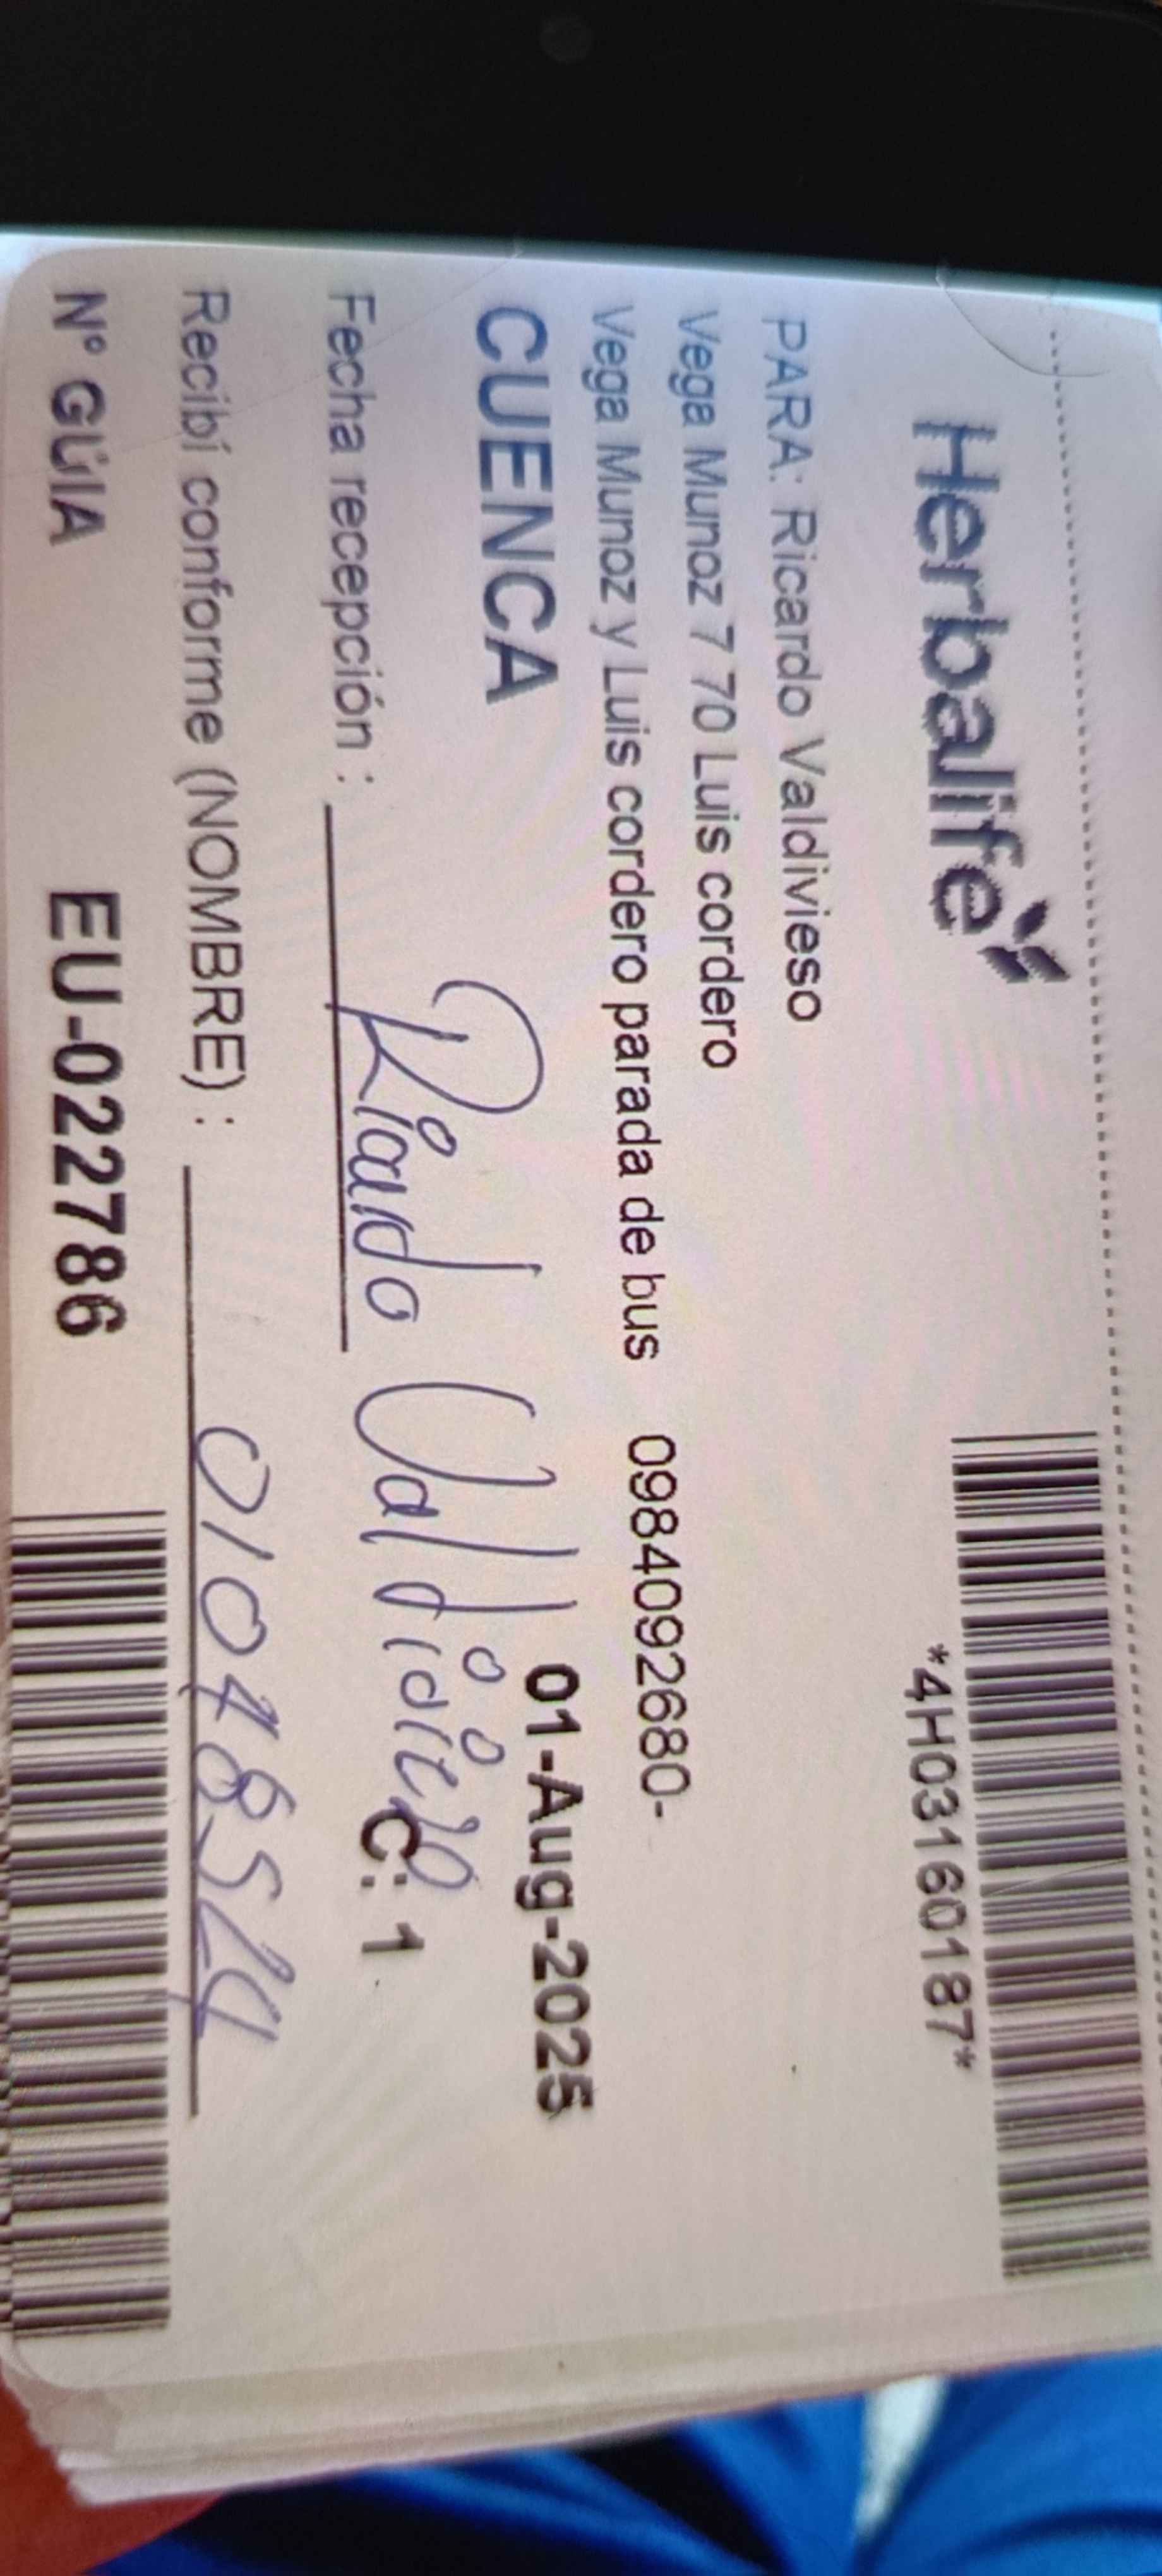 Herbalife
*4H03160187*
PARA: Ricardo Valdivieso
Vega Munoz 7 70 Luis cordero
Vega Munoz y Luis cordero parada de bus 0984092680-
CUENCA
01-Aug-2025
Fecha recepción : Ricardo Valdivieso C: 1
Recibí conforme (NOMBRE) :
Nº GUIA EU-022786